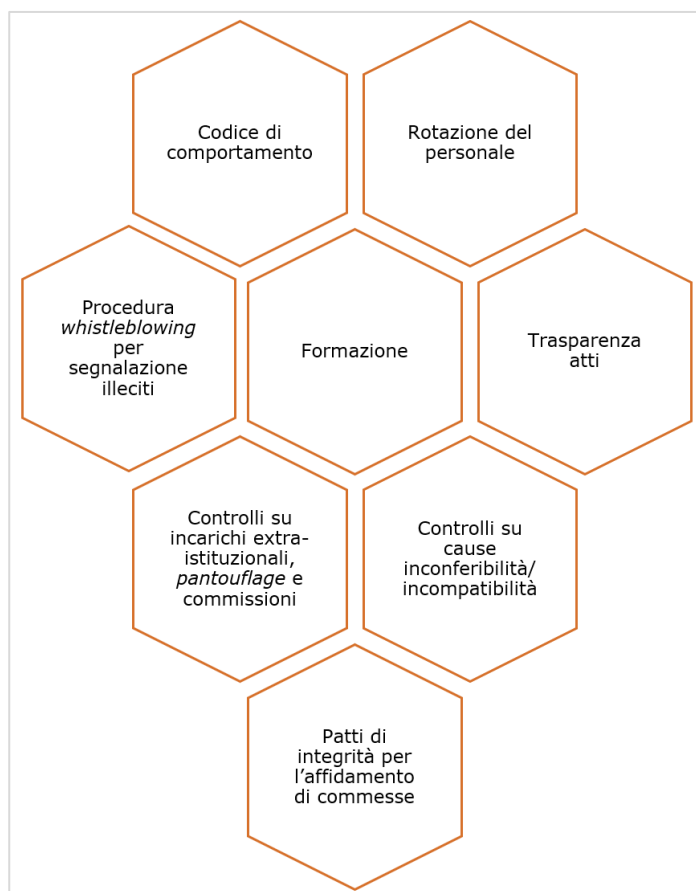 Codice di
comportamento
Rotazione del
personale
Procedura
whistleblowing
per
segnalazione
illeciti
Formazione
Trasparenza
atti
Controlli su
incarichi extra-
istituzionali,
pantouflage e
commissioni
Controlli su
cause
inconferibilità/
incompatibilità
Patti di
integrità per
l’affidamento
di commesse